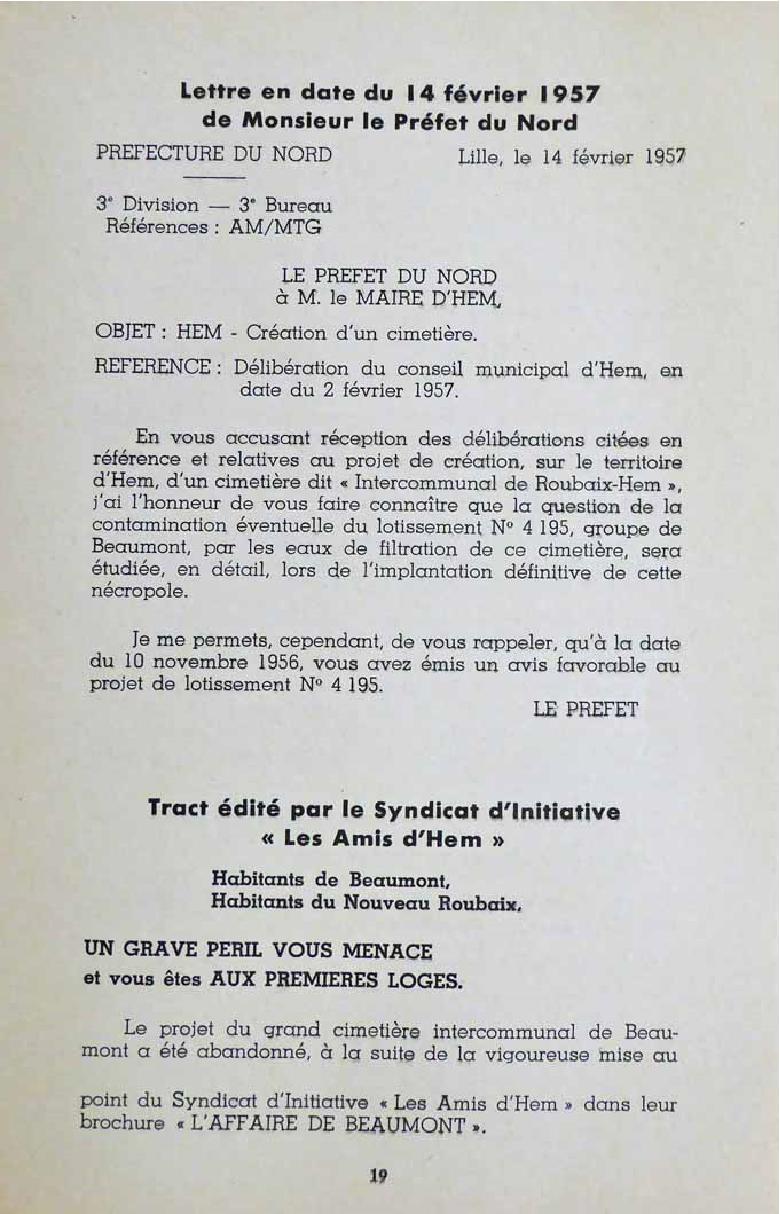 Lettre en date du 14 février 1957
de Monsieur le Préfet du Nord
PREFECTURE DU NORD Lille, le 14 février 1957
3e Division — 3e Bureau
Références : AM/MTG
LE PREFET DU NORD
à M. le MAIRE D'HEM,
OBJET : HEM - Création d'un cimetière.
REFERENCE : Délibération du conseil municipal d'Hem, en
date du 2 février 1957.
En vous accusant réception des délibérations citées en
référence et relatives au projet de création, sur le territoire
d'Hem, d'un cimetière dit « Intercommunal de Roubaix-Hem »,
j'ai l'honneur de vous faire connaître que la question de la
contamination éventuelle du lotissement N° 4 195, groupe de
Beaumont, par les eaux de filtration de ce cimetière, sera
étudiée, en détail, lors de l'implantation définitive de cette
nécropole.
Je me permets, cependant, de vous rappeler, qu'à la date
du 10 novembre 1956, vous avez émis un avis favorable au
projet de lotissement N° 4 195.
LE PREFET
Tract édité par le Syndicat d'Initiative
« Les Amis d'Hem »
Habitants de Beaumont,
Habitants du Nouveau Roubaix,
UN GRAVE PERIL VOUS MENACE
et vous êtes AUX PREMIERES LOGES.
Le projet du grand cimetière intercommunal de Beau-
mont a été abandonné, à la suite de la vigoureuse mise au
point du Syndicat d'Initiative « Les Amis d'Hem » dans leur
brochure « L'AFFAIRE DE BEAUMONT ».
19